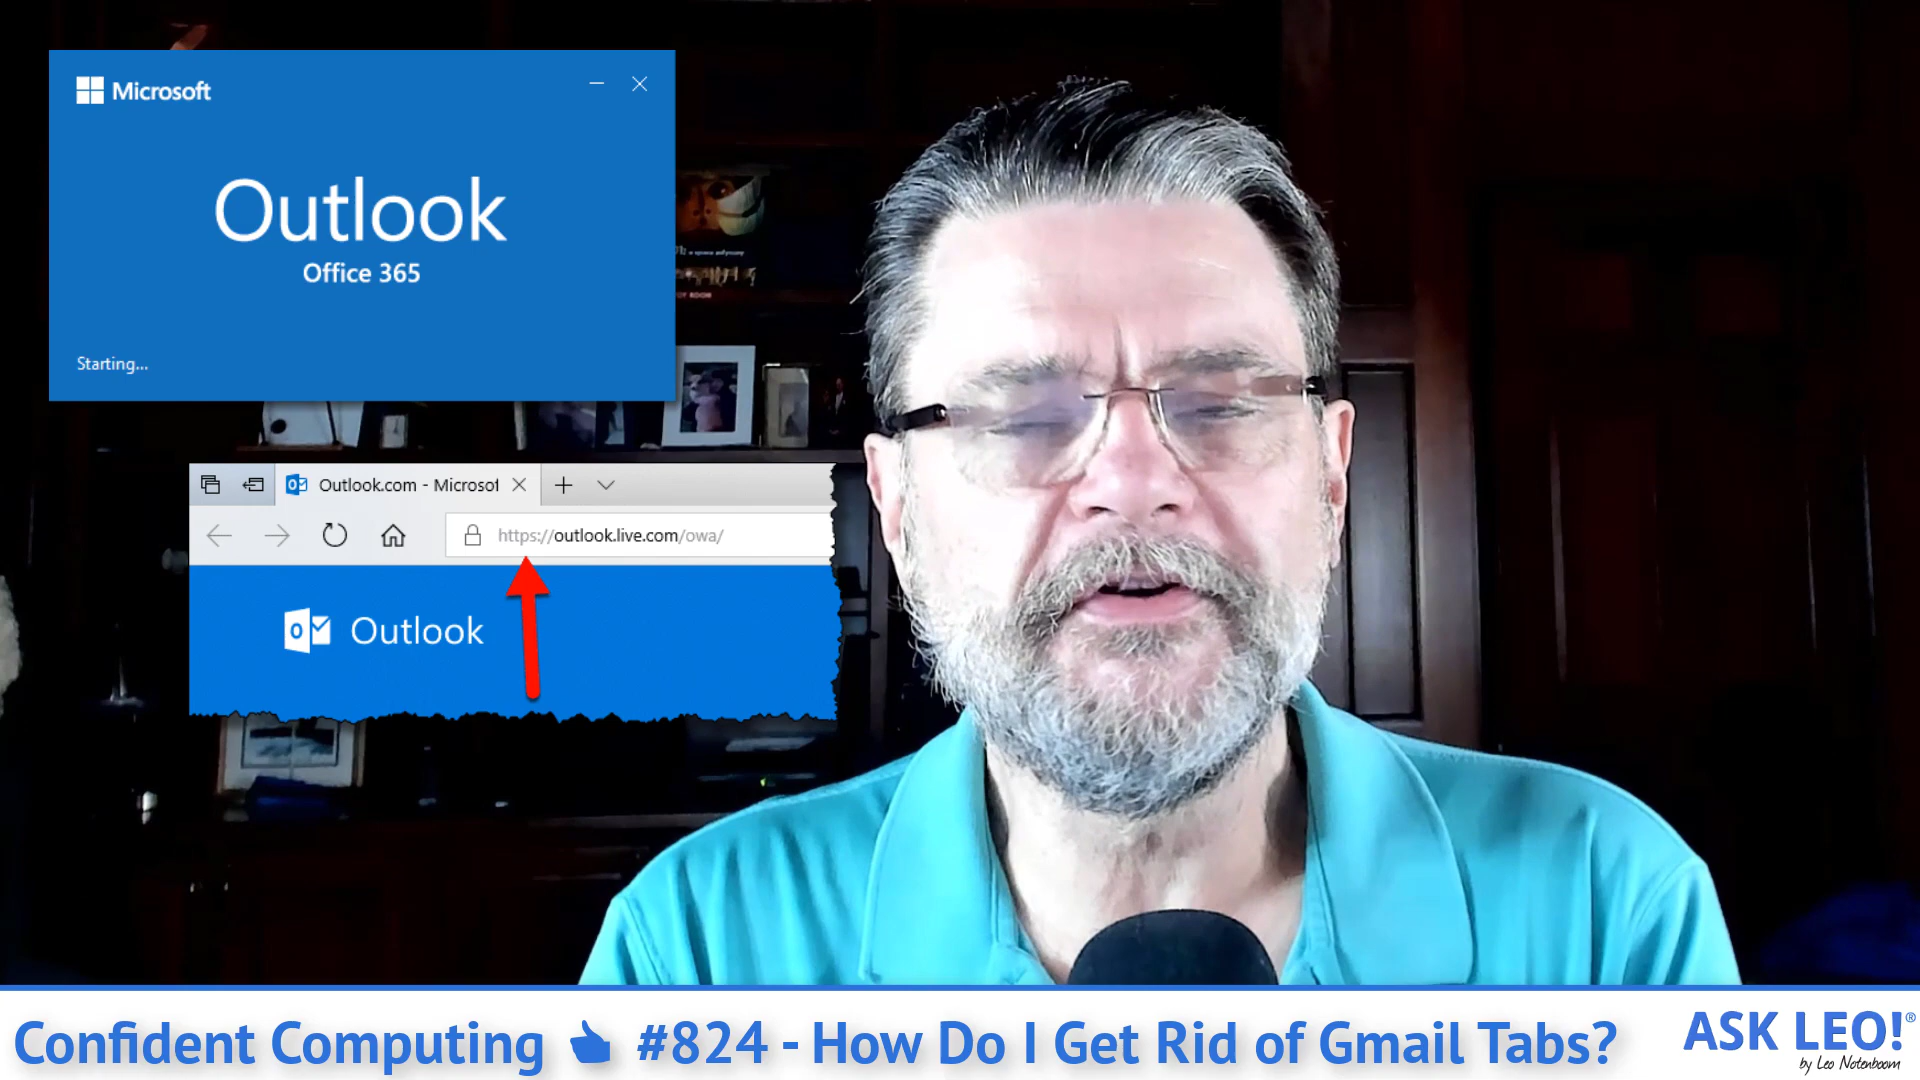 Microsoft
Outlook
Office 365
Starting...
Outlook.com - Microsof
https://outlook.live.com/owa/
Outlook
Confident Computing #824 - How Do I Get Rid of Gmail Tabs?
ASK LEO!®
by Leo Notenboom